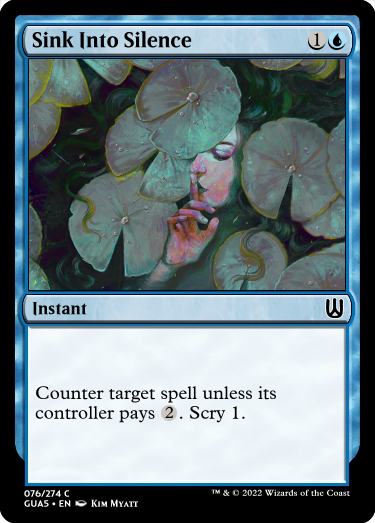 Sink Into Silence 1
Instant
Counter target spell unless its
controller pays 2. Scry 1.
076/274 C
GUA5 • EN Kim Myatt
™ & © 2022 Wizards of the Coast